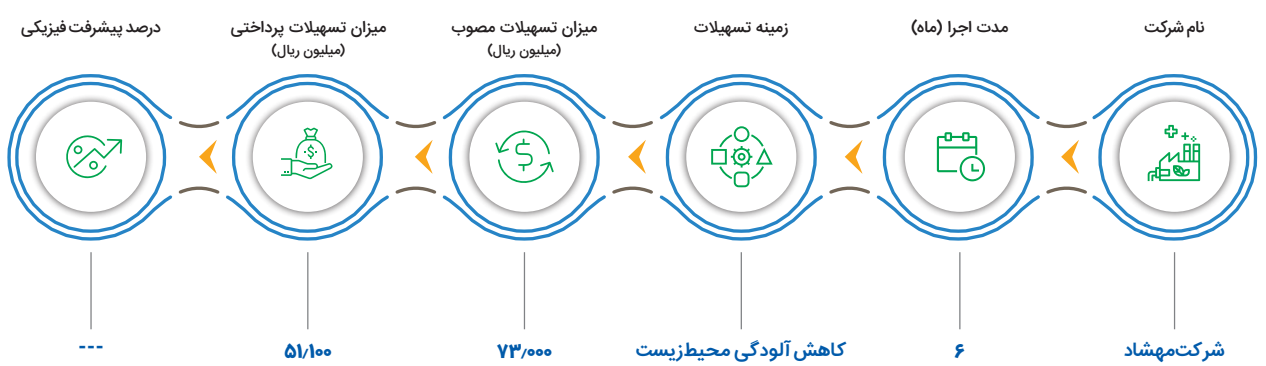 نام شرکت
مدت اجرا (ماه)
زمینه تسهیلات
میزان تسهیلات مصوب
(میلیون ریال)
میزان تسهیلات پرداختی
(میلیون ریال)
درصد پیشرفت فیزیکی
شرکت مهشاد
۶
کاهش آلودگی محیط‌زیست
۷۳/۰۰۰
۵۱/۱۰۰
---